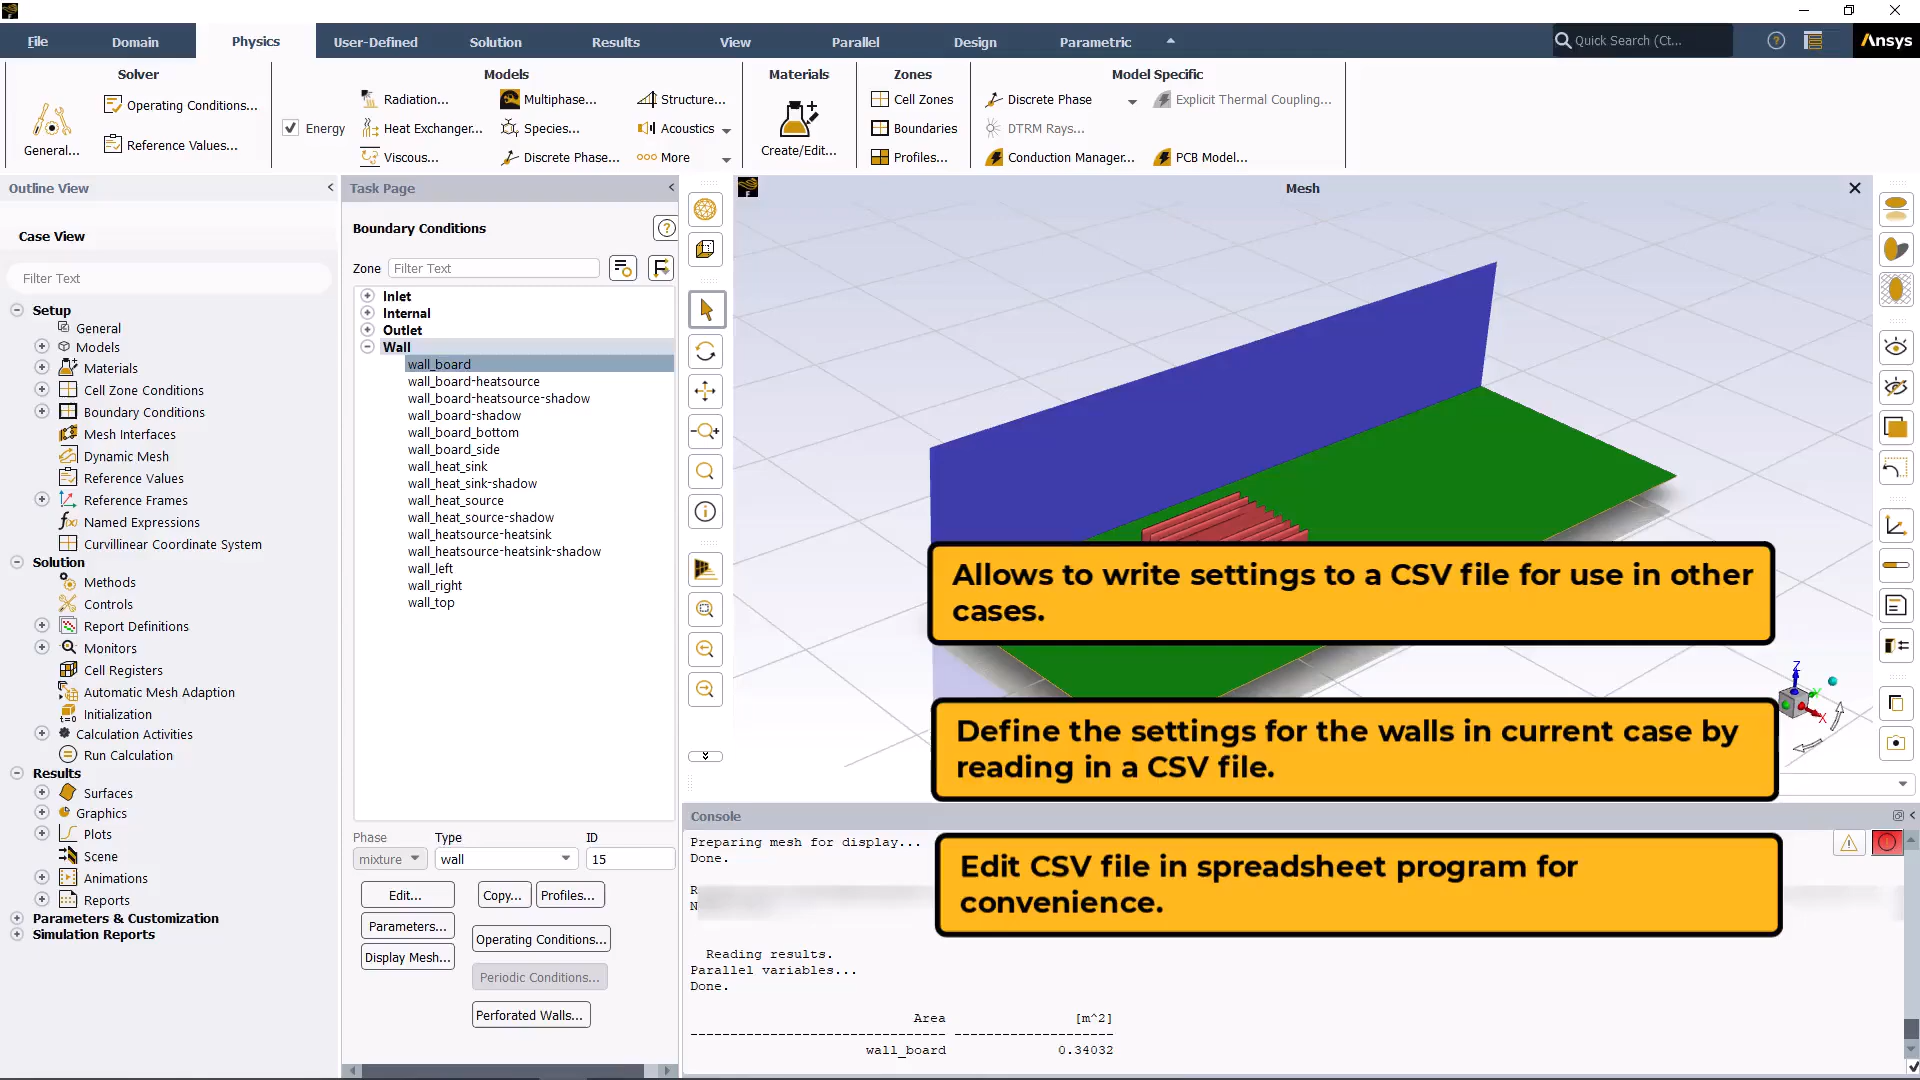 File
Domain
Physics
User-Defined
Solution
Results
View
Parallel
Design
Parametric
Quick Search (Ct...
Ansys
Solver
Models
Materials
Zones
Model Specific
General...
Operating Conditions...
Reference Values...
Energy
Radiation...
Heat Exchanger...
Viscous...
Multiphase...
Species...
Discrete Phase...
Structure...
Acoustics
More
Create/Edit...
Cell Zones
Boundaries
Profiles...
Discrete Phase
DTRM Rays...
Conduction Manager...
Explicit Thermal Coupling...
PCB Model...
Outline View
Case View
Filter Text
Setup
General
Models
Materials
Cell Zone Conditions
Boundary Conditions
Mesh Interfaces
Dynamic Mesh
Reference Values
Reference Frames
Named Expressions
Curvillinear Coordinate System
Solution
Methods
Controls
Report Definitions
Monitors
Cell Registers
Automatic Mesh Adaption
Initialization
Calculation Activities
Run Calculation
Results
Surfaces
Graphics
Plots
Scene
Animations
Reports
Parameters & Customization
Simulation Reports
Task Page
Boundary Conditions
Zone
Filter Text
Inlet
Internal
Outlet
Wall
wall_board
wall_board-heatsource
wall_board-heatsource-shadow
wall_board-shadow
wall_board_bottom
wall_board_side
wall_heat_sink
wall_heat_sink-shadow
wall_heat_source
wall_heat_source-shadow
wall_heatsource-heatsink
wall_heatsource-heatsink-shadow
wall_left
wall_right
wall_top
Phase
Type
ID
mixture
wall
15
Edit...
Copy...
Profiles...
Parameters...
Operating Conditions...
Display Mesh...
Periodic Conditions...
Perforated Walls...
Mesh
Allows to write settings to a CSV file for use in other
cases.
Define the settings for the walls in current case by
reading in a CSV file.
Edit CSV file in spreadsheet program for
convenience.
Z
Y
X
Console
Preparing mesh for display...
Done.
R
N
Reading results.
Parallel variables...
Done.
Area [m^2]
-------------------------------- --------------------
wall_board 0.34032